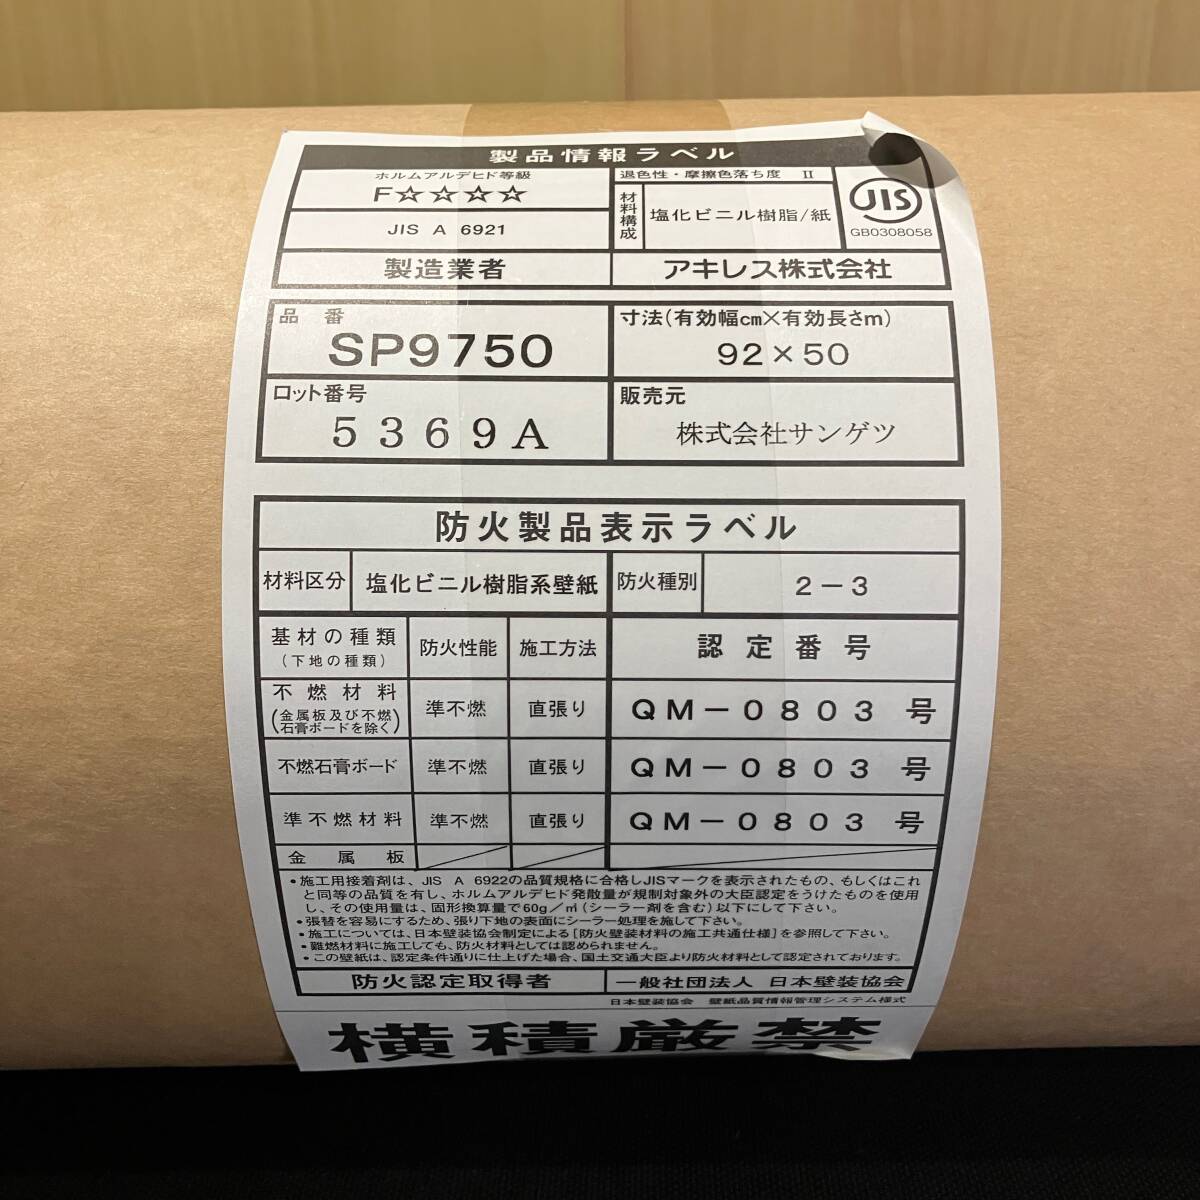 製品情報ラベル
ホルムアルデヒド等級
F☆☆☆☆
JIS A 6921
退色性・摩擦色落ち度 Ⅱ
材料構成
塩化ビニル樹脂/紙
JIS
GB0308058
製造業者
アキレス株式会社
品番
SP9750
寸法(有効幅cm×有効長さm)
92×50
ロット番号
5369A
販売元
株式会社サンゲツ
防火製品表示ラベル
材料区分
塩化ビニル樹脂系壁紙
防火種別
2－3
基材の種類
(下地の種類)
防火性能
施工方法
認定番号
不燃材料
(金属板及び不燃
石膏ボードを除く)
準不燃
直張り
QM－0803 号
不燃石膏ボード
準不燃
直張り
QM－0803 号
準不燃材料
準不燃
直張り
QM－0803 号
金属板
•施工用接着剤は、JIS A 6922の品質規格に合格しJISマークを表示されたもの、もしくはこれ
と同等の品質を有し、ホルムアルデヒド発散量が規制対象外の大臣認定をうけたものを使用
し、その使用量は、固形換算量で60g／㎡(シーラー剤を含む)以下にして下さい。
•張替を容易にするため、張り下地の表面にシーラー処理を施して下さい。
•施工については、日本壁装協会制定による[防火壁装材料の施工共通仕様]を参照して下さい。
•難燃材料に施工しても、防火材料としては認められません。
•この壁紙は、認定条件通りに仕上げた場合、国土交通大臣より防火材料として認定されております。
防火認定取得者
一般社団法人 日本壁装協会
日本壁装協会 壁紙品質情報管理システム様式
横積厳禁